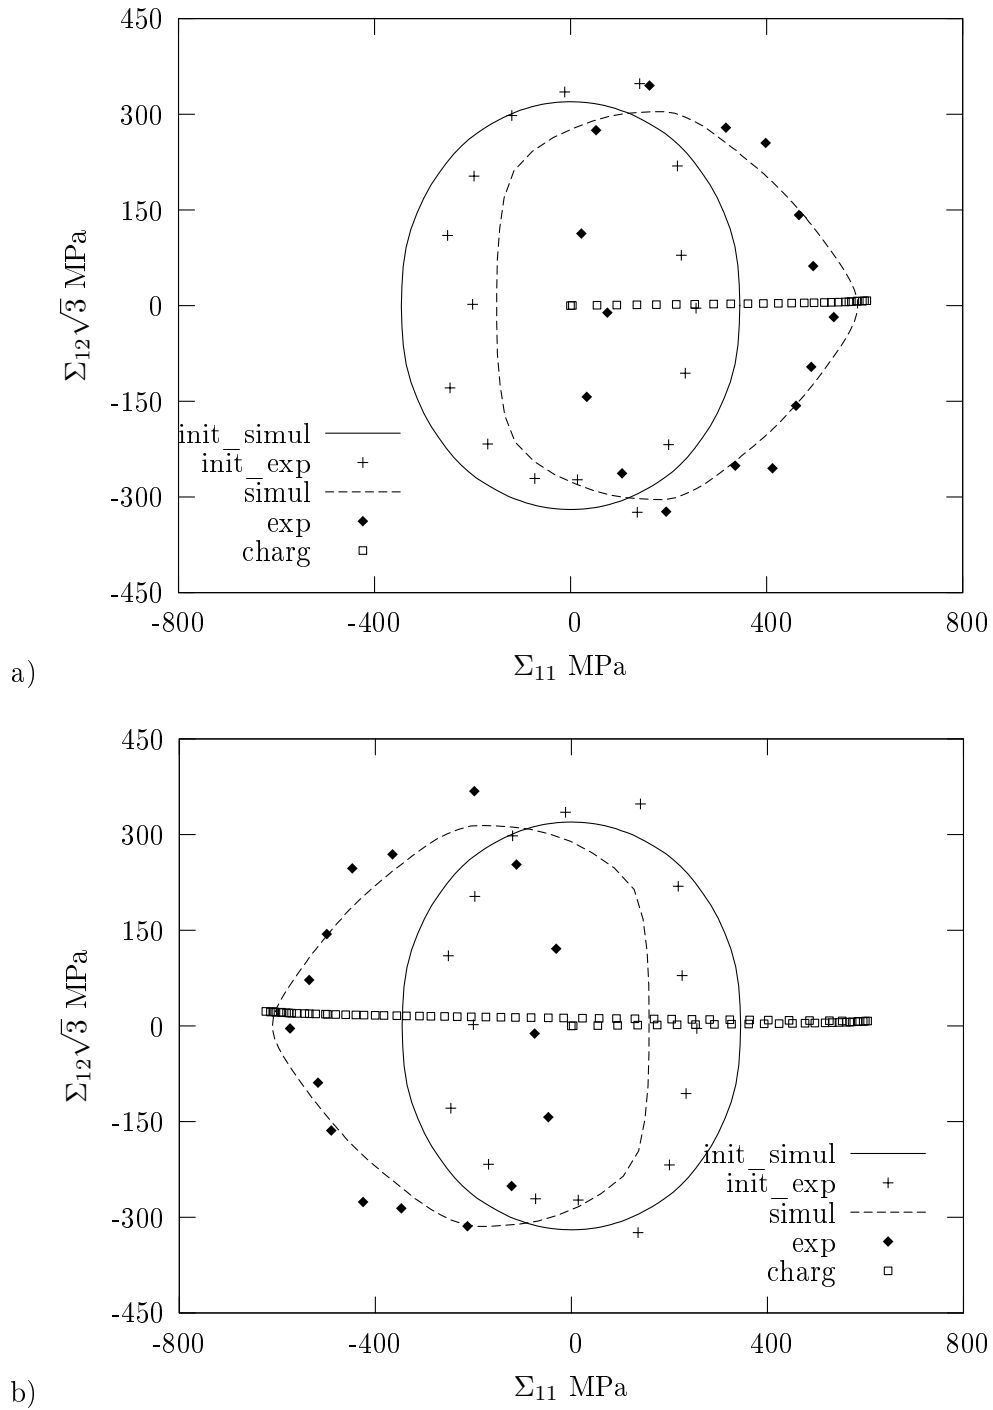 450
300
150
0
-150
-300
-450
Σ12√3 MPa
init_simul
init_exp
simul
exp
charg
-800 -400 0 400 800
Σ11 MPa
a)
450
300
150
0
-150
-300
-450
Σ12√3 MPa
init_simul
init_exp
simul
exp
charg
-800 -400 0 400 800
Σ11 MPa
b)